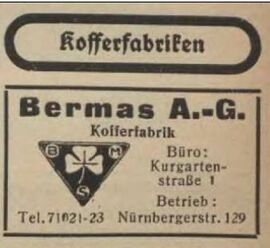 Kofferfabriken
Bermas A.-G.
Kofferfabrik
B M S
Büro:
Kurgarten-
straße 1
Betrieb:
Tel. 71021-23 Nürnbergerstr. 129